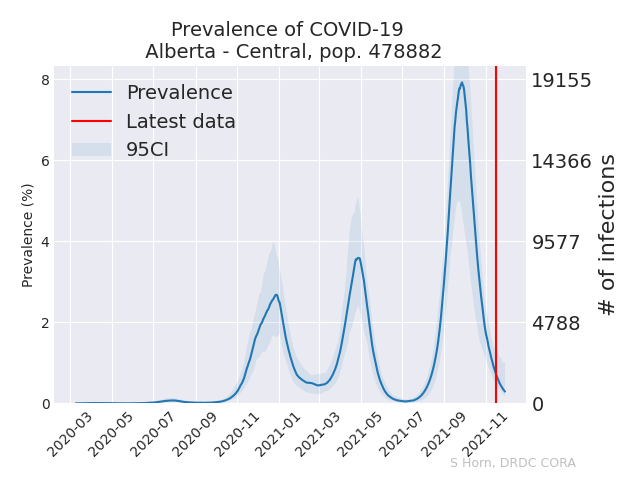 Prevalence of COVID-19
Alberta - Central, pop. 478882
Prevalence
Latest data
95CI
Prevalence (%)
8
6
4
2
0
19155
14366
9577
4788
0
# of infections
2020-03
2020-05
2020-07
2020-09
2020-11
2021-01
2021-03
2021-05
2021-07
2021-09
2021-11
S Horn, DRDC CORA